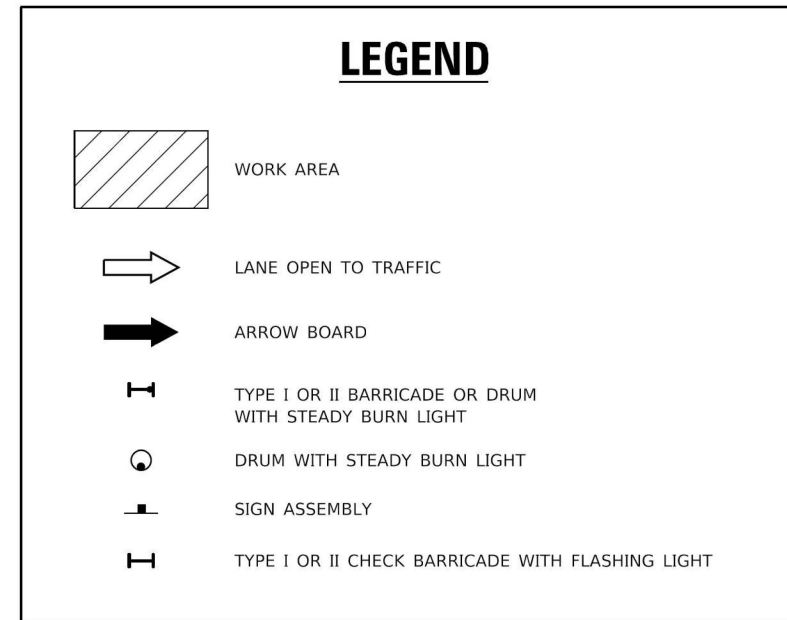 LEGEND
WORK AREA
LANE OPEN TO TRAFFIC
ARROW BOARD
TYPE I OR II BARRICADE OR DRUM
WITH STEADY BURN LIGHT
DRUM WITH STEADY BURN LIGHT
SIGN ASSEMBLY
TYPE I OR II CHECK BARRICADE WITH FLASHING LIGHT